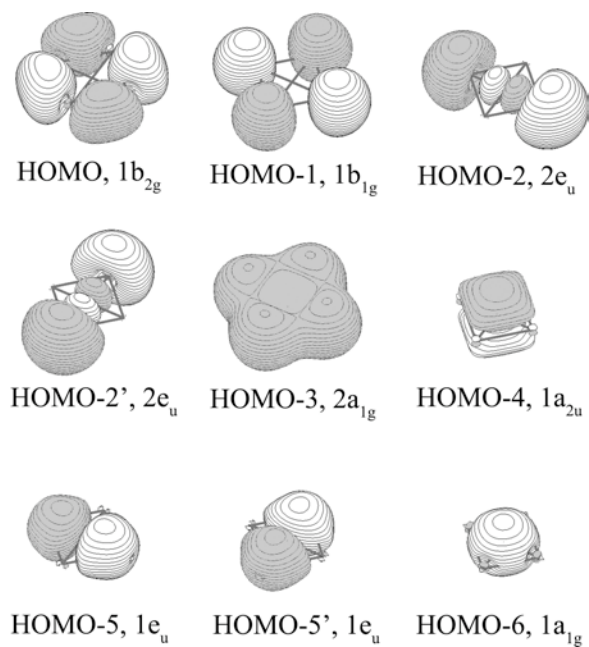 HOMO, 1b2g HOMO-1, 1b1g HOMO-2, 2eu
HOMO-2’, 2eu HOMO-3, 2a1g HOMO-4, 1a2u
HOMO-5, 1eu HOMO-5’, 1eu HOMO-6, 1a1g